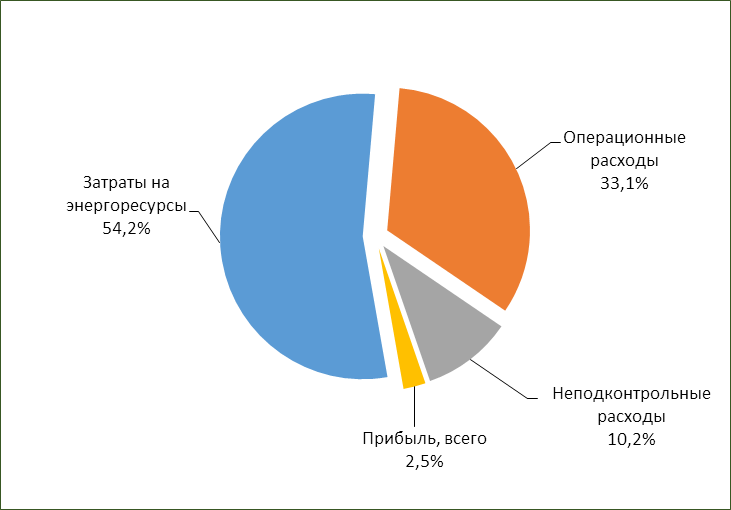 Операционные
расходы
33,1%
Затраты на
энергоресурсы
54,2%
Неподконтрольные
расходы
10,2%
Прибыль, всего
2,5%